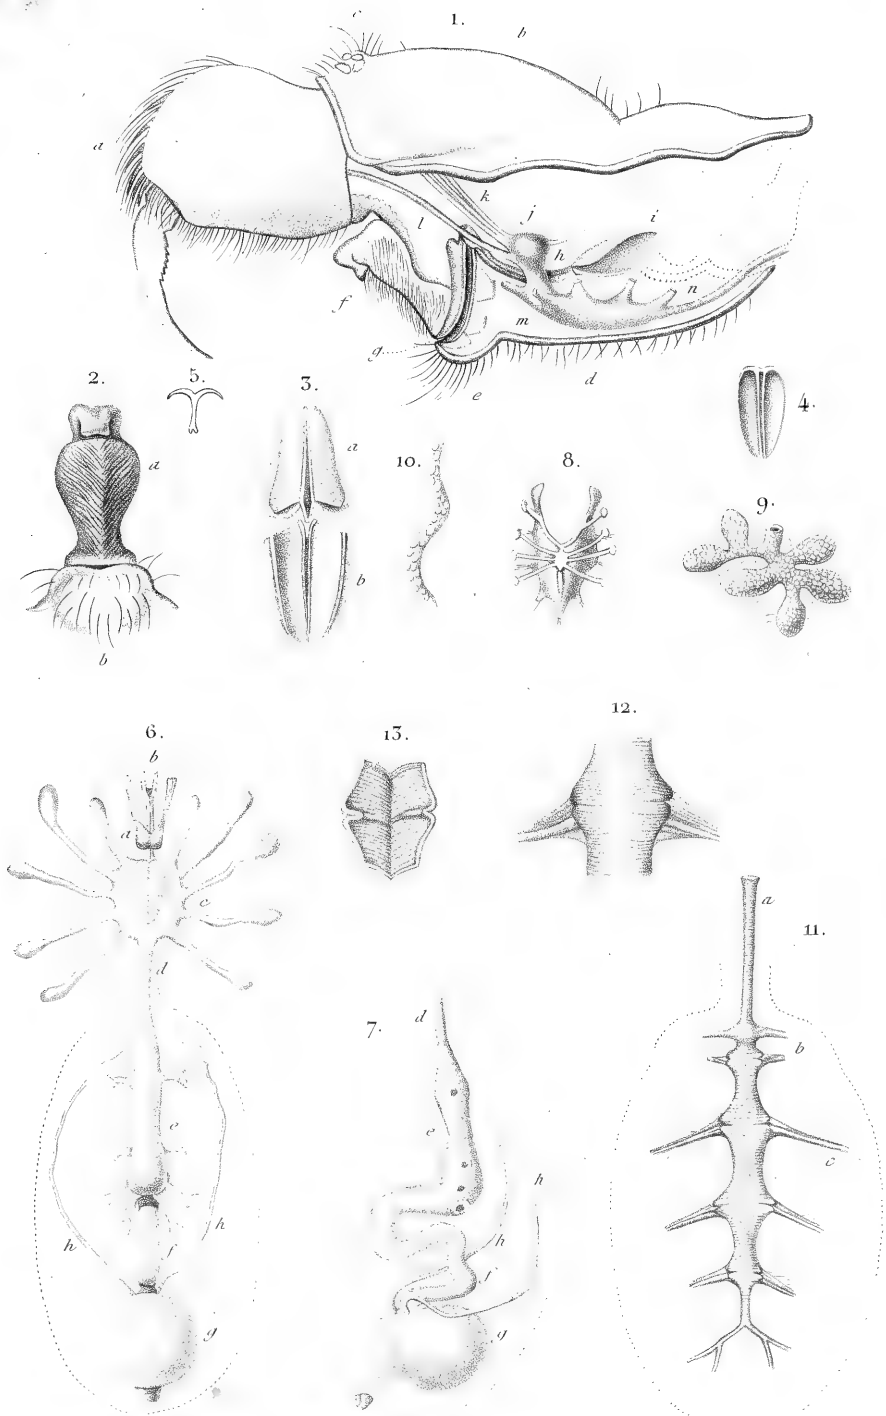 c 1. b
a
k
j i
l h
n
f m
g
e d
2. 5. 3.
4.
a a
10. 8.
9.
b
b
12.
6. 13.
b
a
c a
11.
d
7. d
b
e e
c
h
h h h
f f
g g